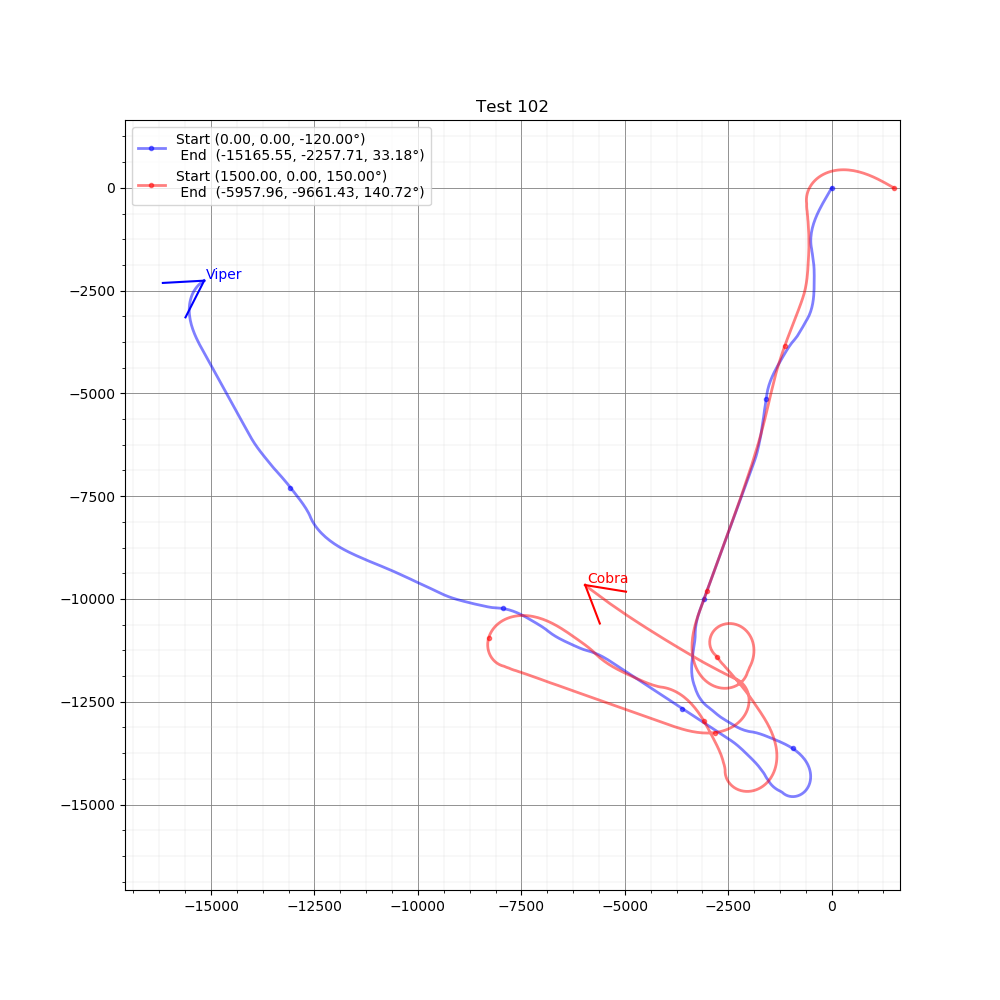 Test 102
Start (0.00, 0.00, -120.00°)
End (-15165.55, -2257.71, 33.18°)
Start (1500.00, 0.00, 150.00°)
End (-5957.96, -9661.43, 140.72°)
0
−2500
−5000
−7500
−10000
−12500
−15000
Viper
Cobra
−15000 −12500 −10000 −7500 −5000 −2500 0